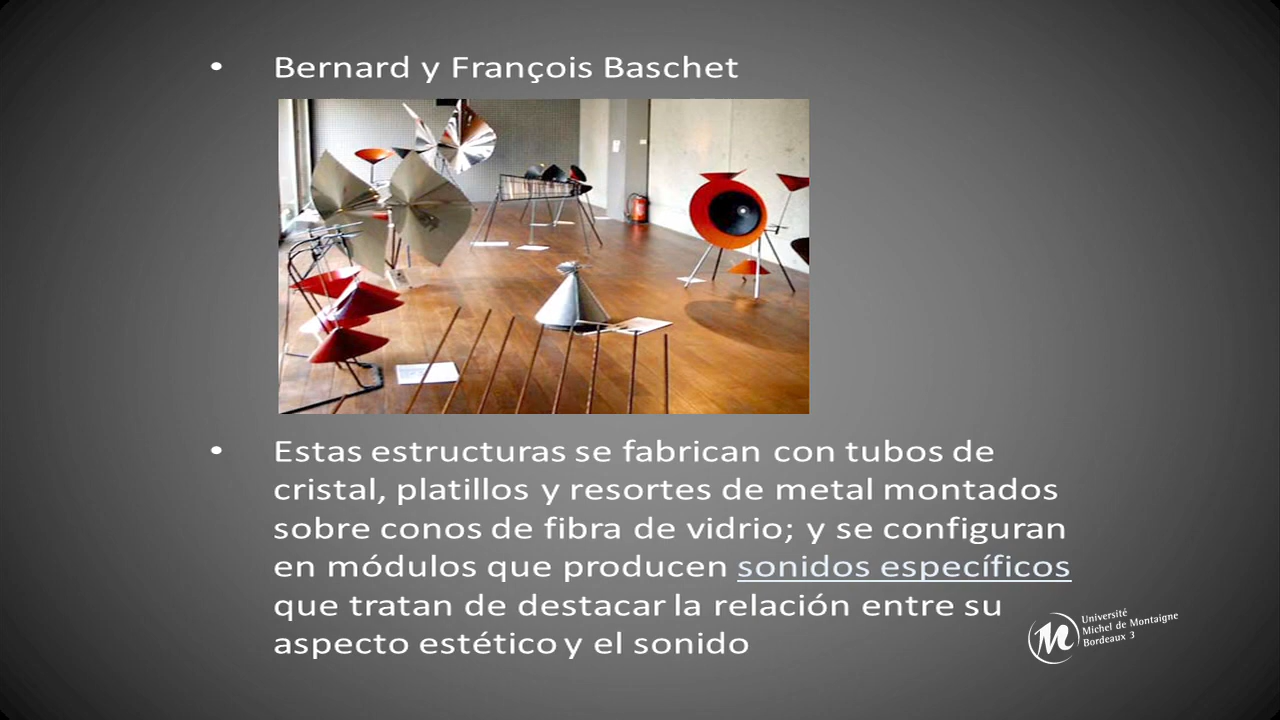 • Bernard y François Baschet
• Estas estructuras se fabrican con tubos de
cristal, platillos y resortes de metal montados
sobre conos de fibra de vidrio; y se configuran
en módulos que producen sonidos específicos
que tratan de destacar la relación entre su
aspecto estético y el sonido
Université
Michel de Montaigne
Bordeaux 3